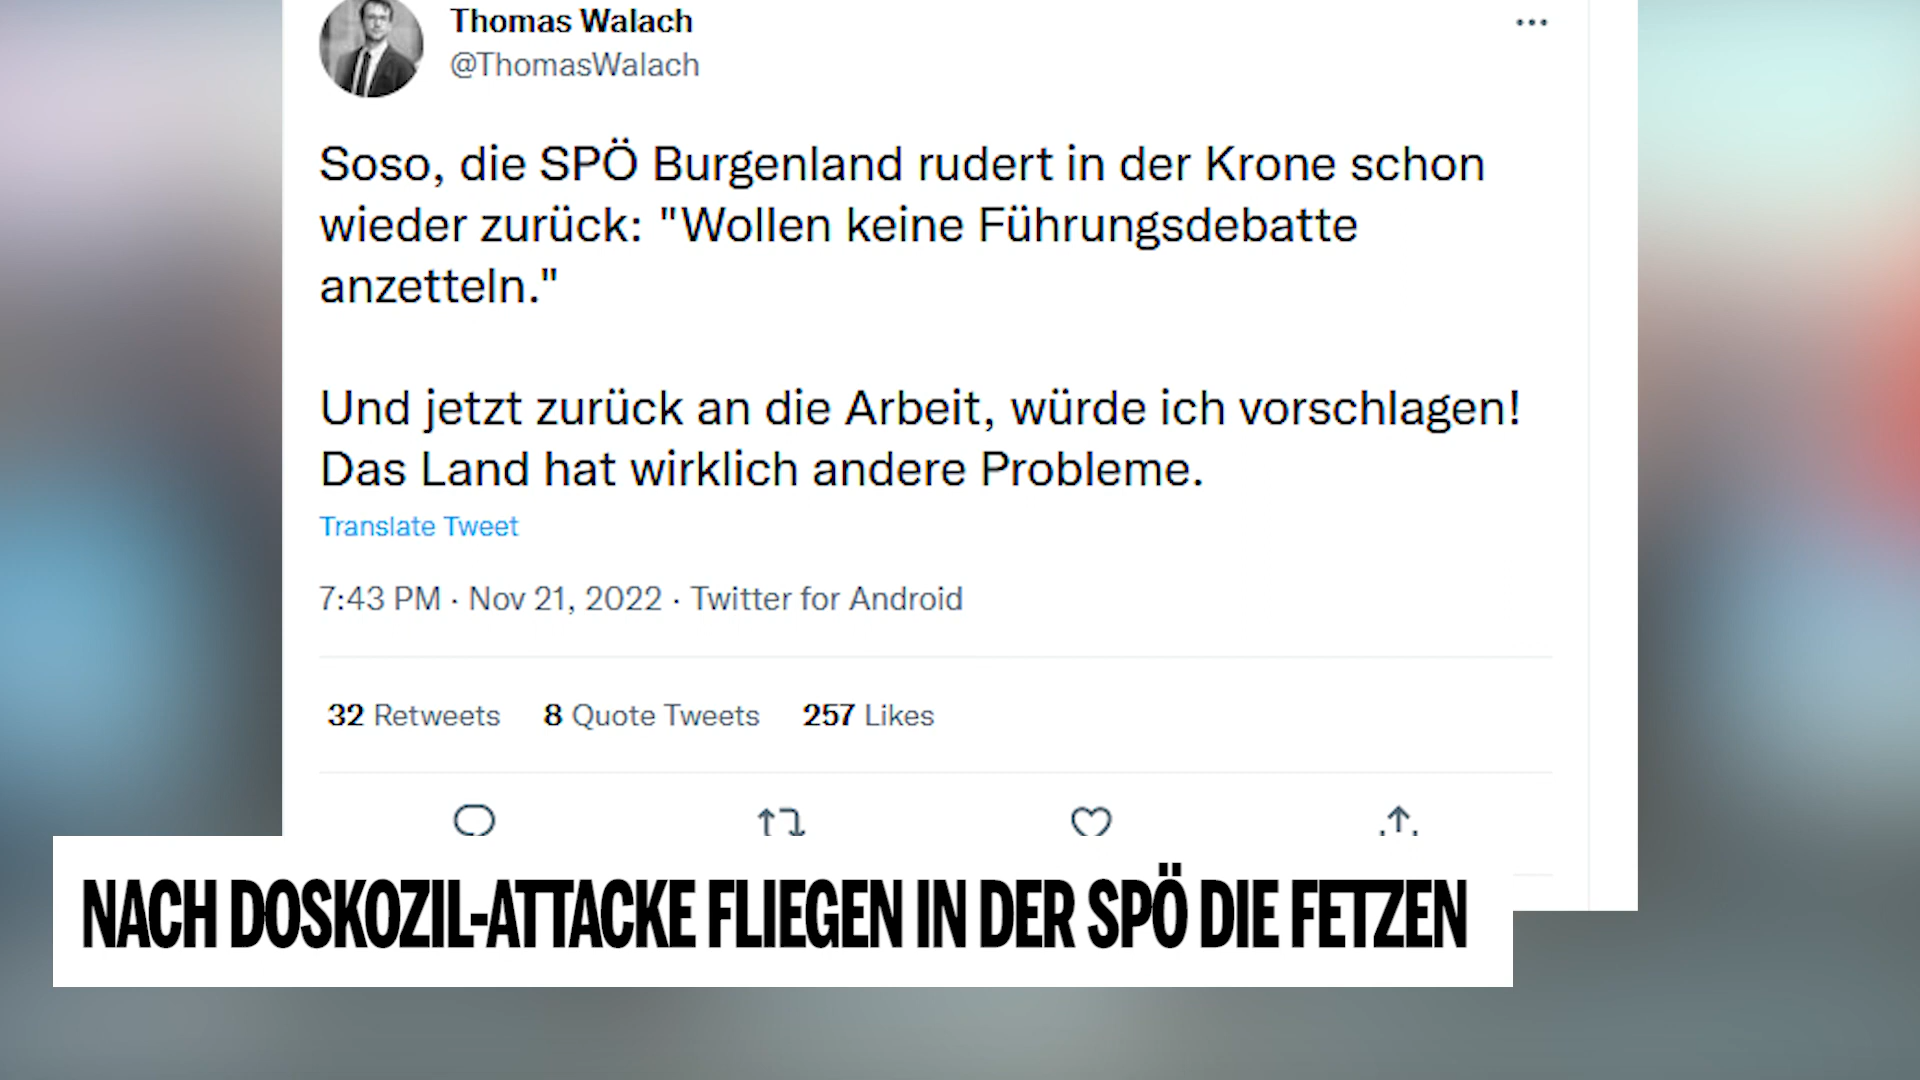 Thomas Walach
@ThomasWalach
Soso, die SPÖ Burgenland rudert in der Krone schon
wieder zurück: "Wollen keine Führungsdebatte
anzetteln."
Und jetzt zurück an die Arbeit, würde ich vorschlagen!
Das Land hat wirklich andere Probleme.
Translate Tweet
7:43 PM · Nov 21, 2022 · Twitter for Android
32 Retweets 8 Quote Tweets 257 Likes
NACH DOSKOZIL-ATTACKE FLIEGEN IN DER SPÖ DIE FETZEN